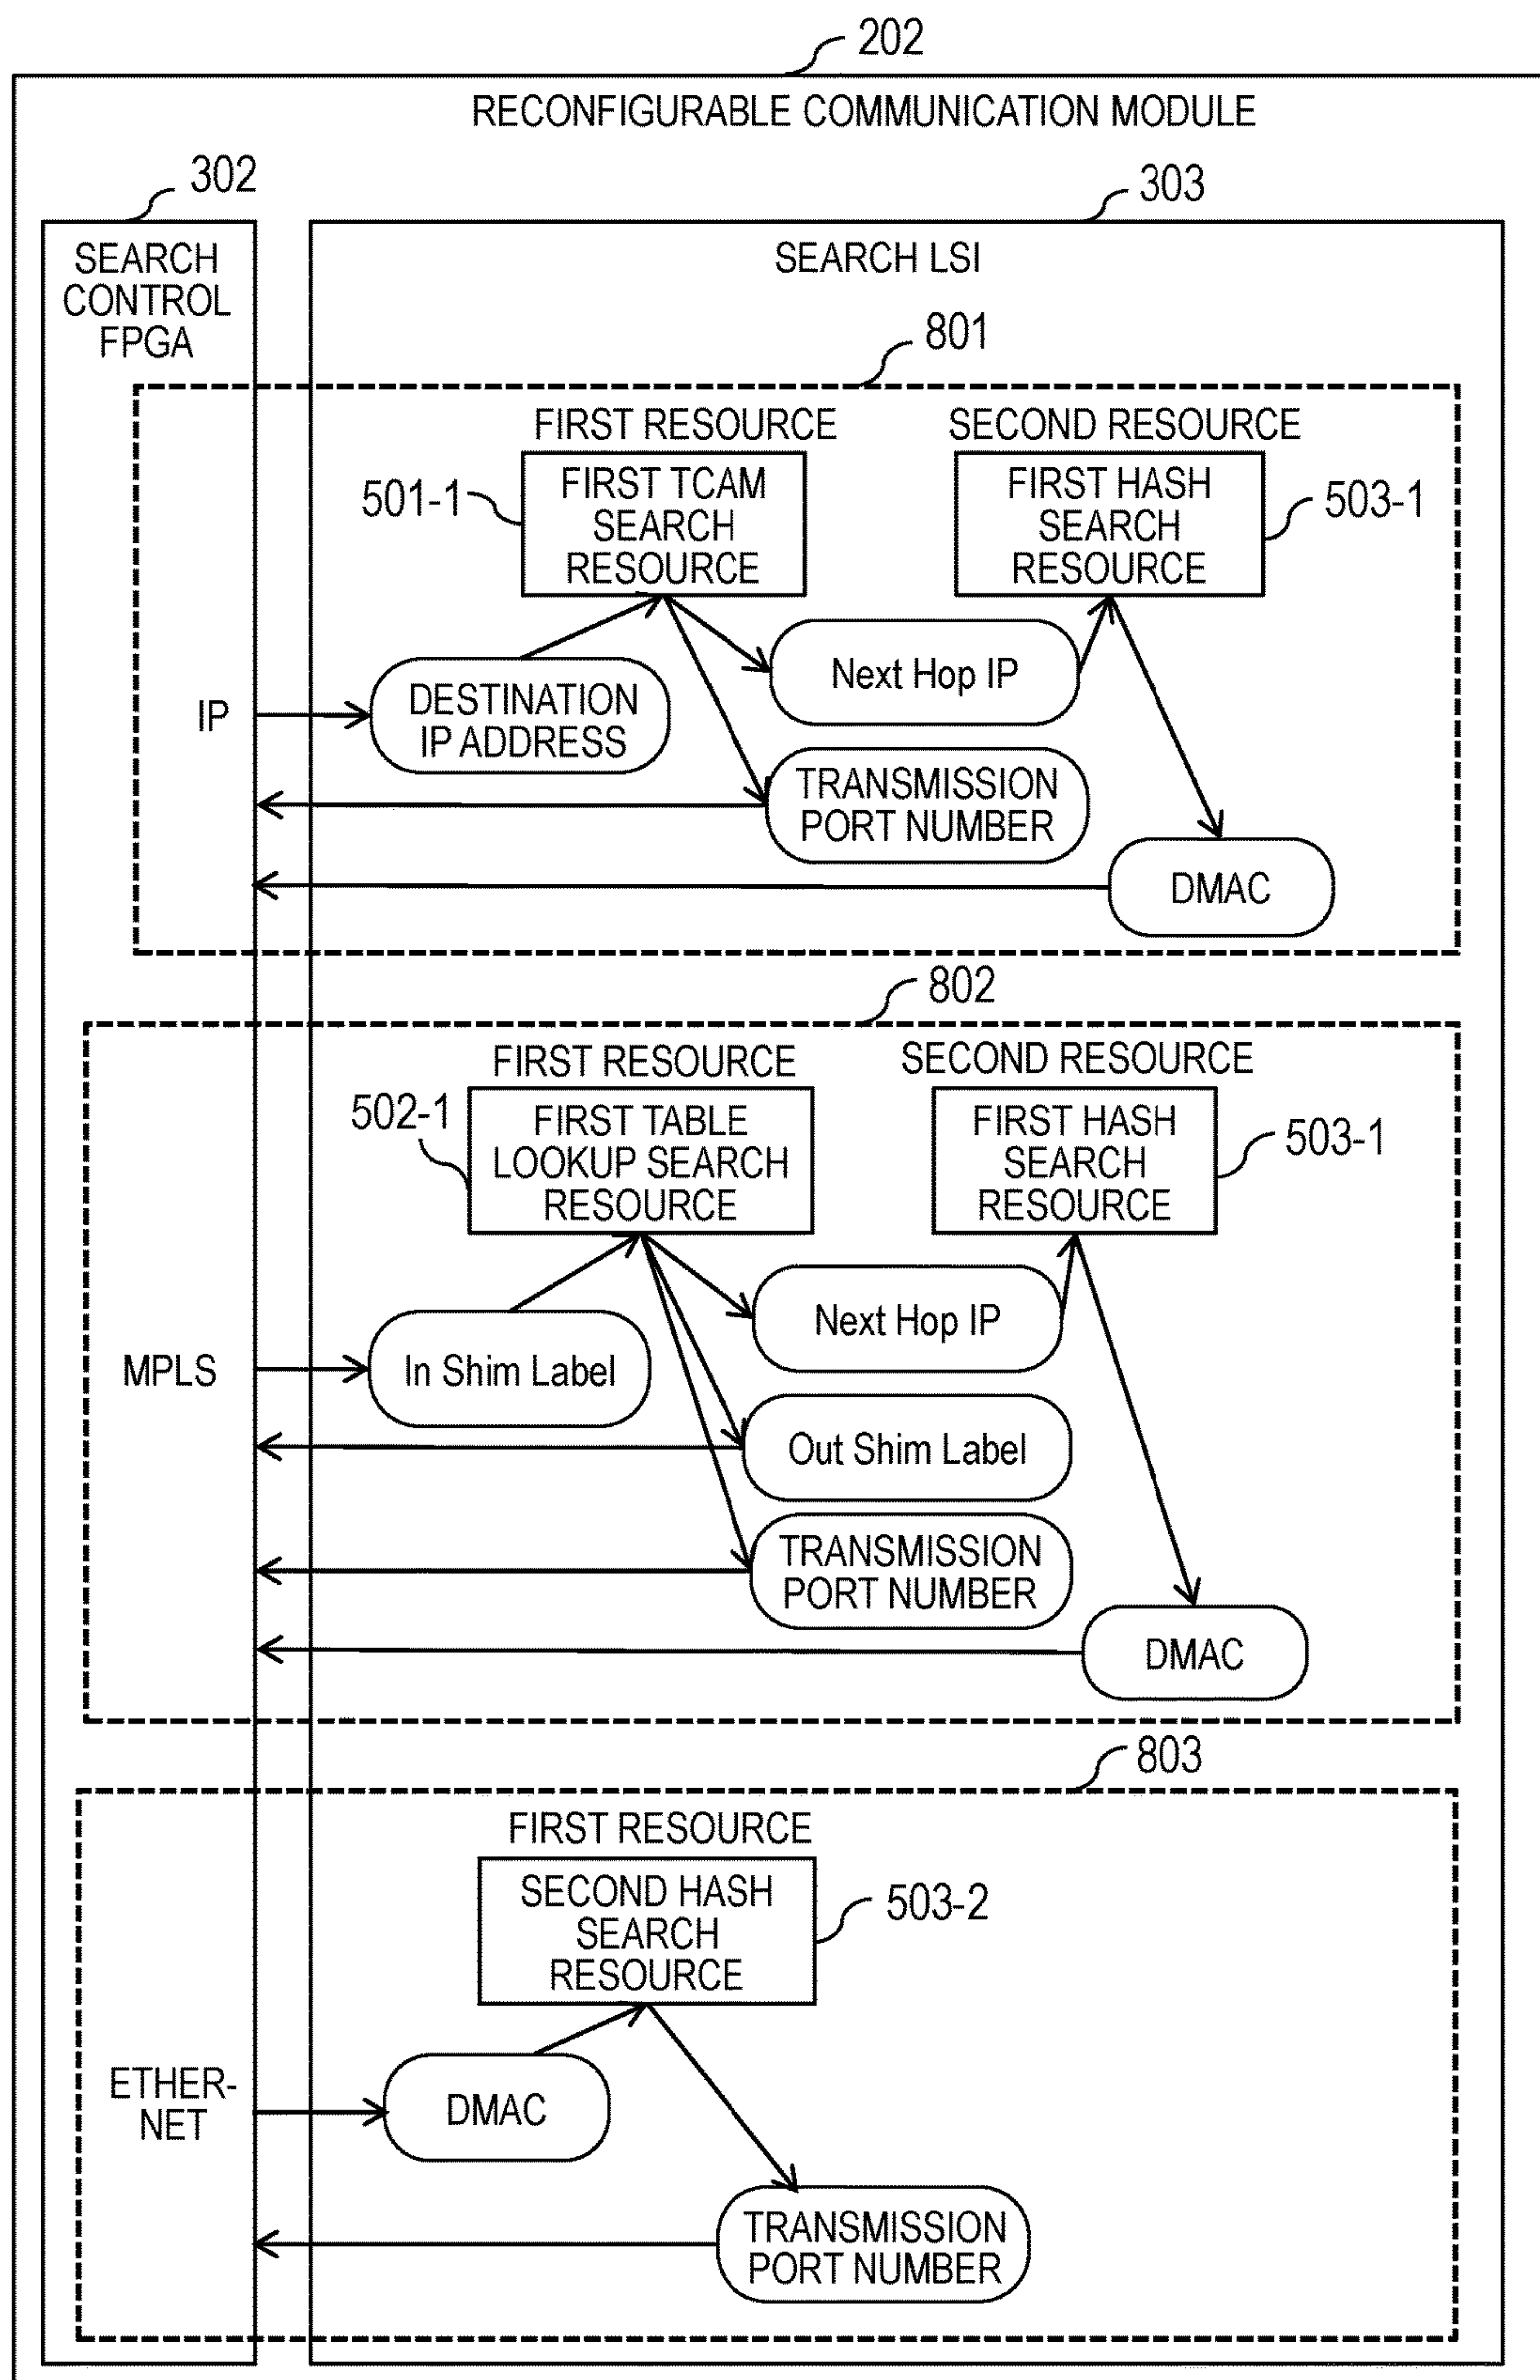 202
RECONFIGURABLE COMMUNICATION MODULE
302
303
SEARCH
CONTROL
FPGA
SEARCH LSI
801
FIRST RESOURCE
SECOND RESOURCE
501-1
FIRST TCAM
SEARCH
RESOURCE
FIRST HASH
SEARCH
RESOURCE
503-1
IP
DESTINATION
IP ADDRESS
Next Hop IP
TRANSMISSION
PORT NUMBER
DMAC
802
FIRST RESOURCE
SECOND RESOURCE
502-1
FIRST TABLE
LOOKUP SEARCH
RESOURCE
FIRST HASH
SEARCH
RESOURCE
503-1
MPLS
In Shim Label
Next Hop IP
Out Shim Label
TRANSMISSION
PORT NUMBER
DMAC
803
FIRST RESOURCE
SECOND HASH
SEARCH
RESOURCE
503-2
ETHER-
NET
DMAC
TRANSMISSION
PORT NUMBER